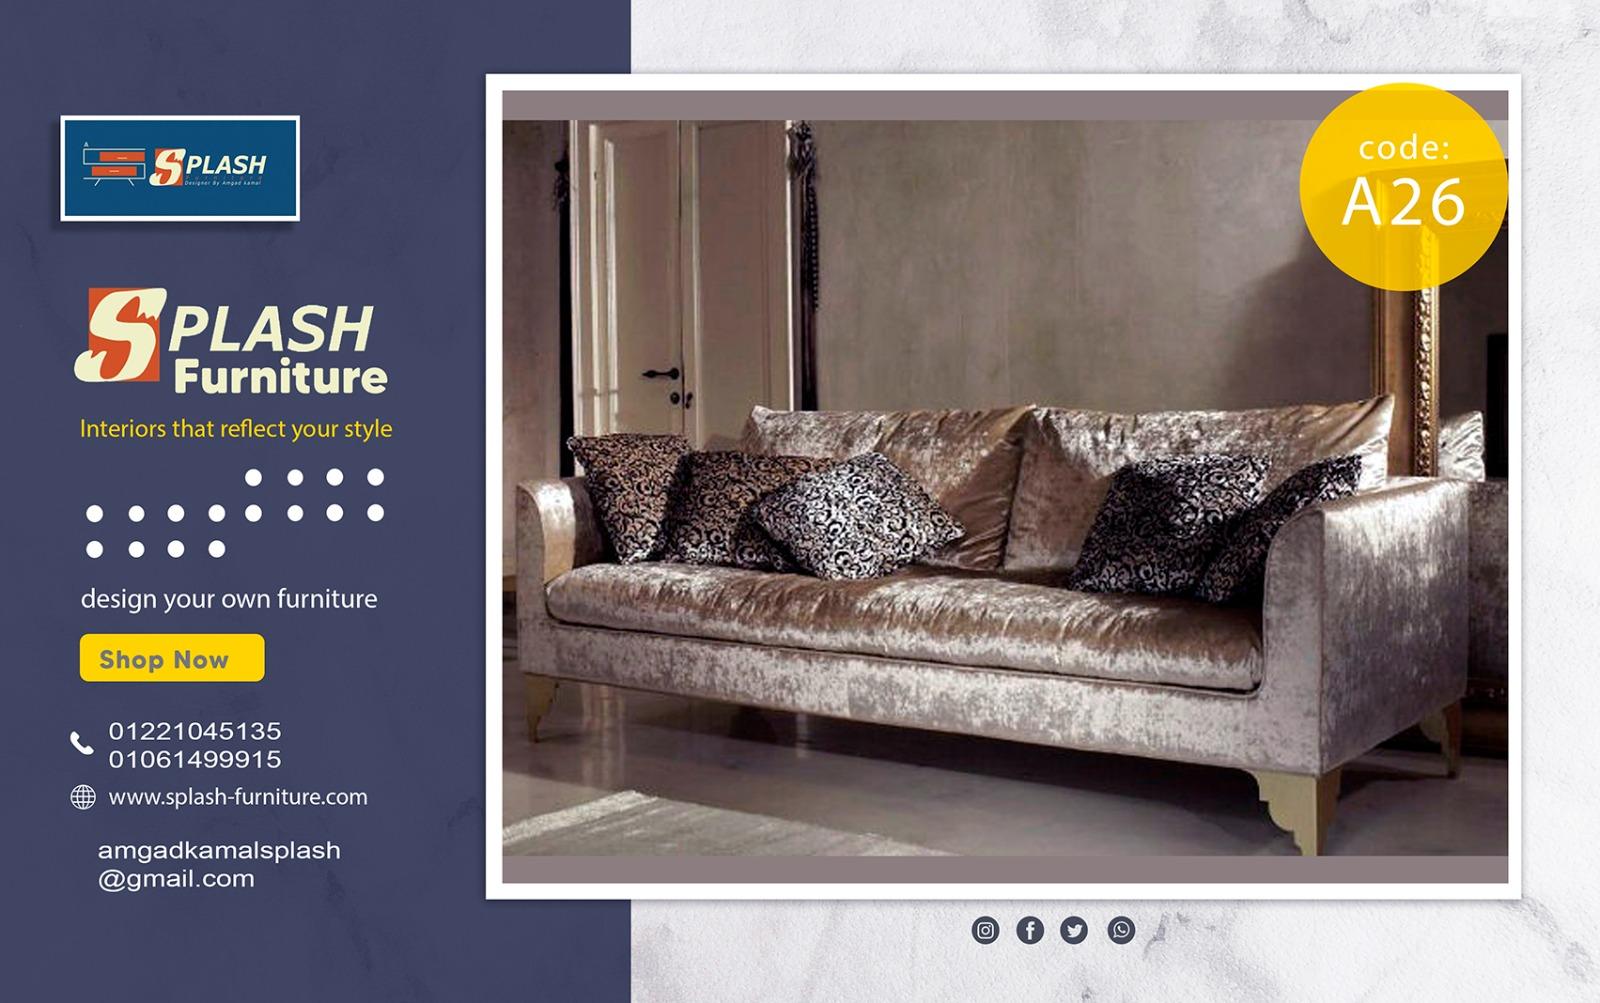 SPLASH
Furniture
Designer By Amgad kamal
SPLASH
Furniture
Interiors that reflect your style
design your own furniture
Shop Now
01221045135
01061499915
www.splash-furniture.com
amgadkamalsplash
@gmail.com
code:
A26